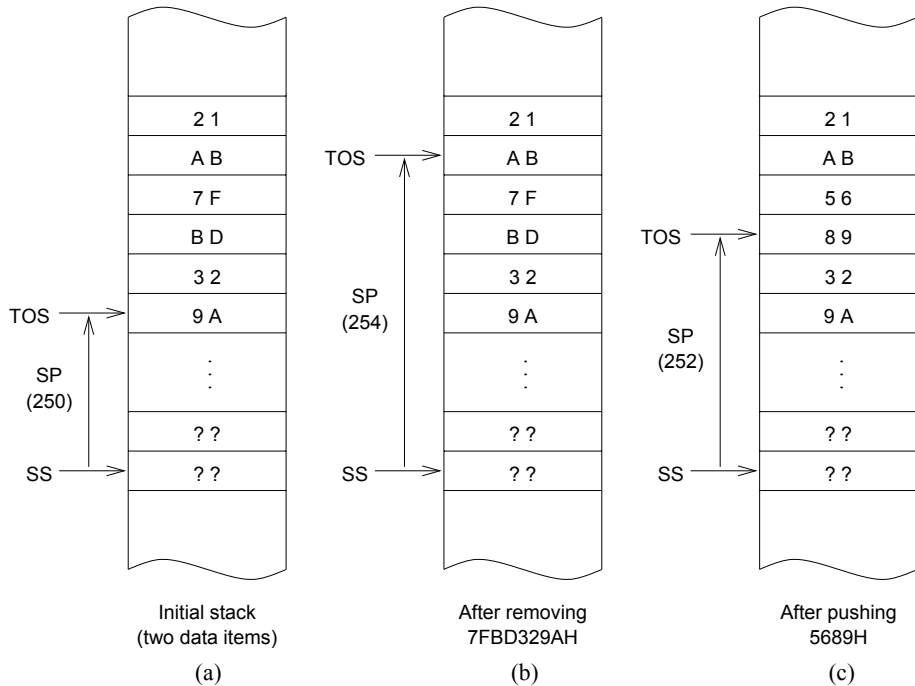 2 1
A B
7 F
B D
3 2
TOS
9 A
SP
(250)
.
.
.
? ?
SS
? ?
Initial stack
(two data items)
(a)
2 1
TOS
A B
7 F
B D
3 2
SP
(254)
9 A
.
.
.
? ?
SS
? ?
After removing
7FBD329AH
(b)
2 1
A B
5 6
TOS
8 9
3 2
9 A
SP
(252)
.
.
.
? ?
SS
? ?
After pushing
5689H
(c)